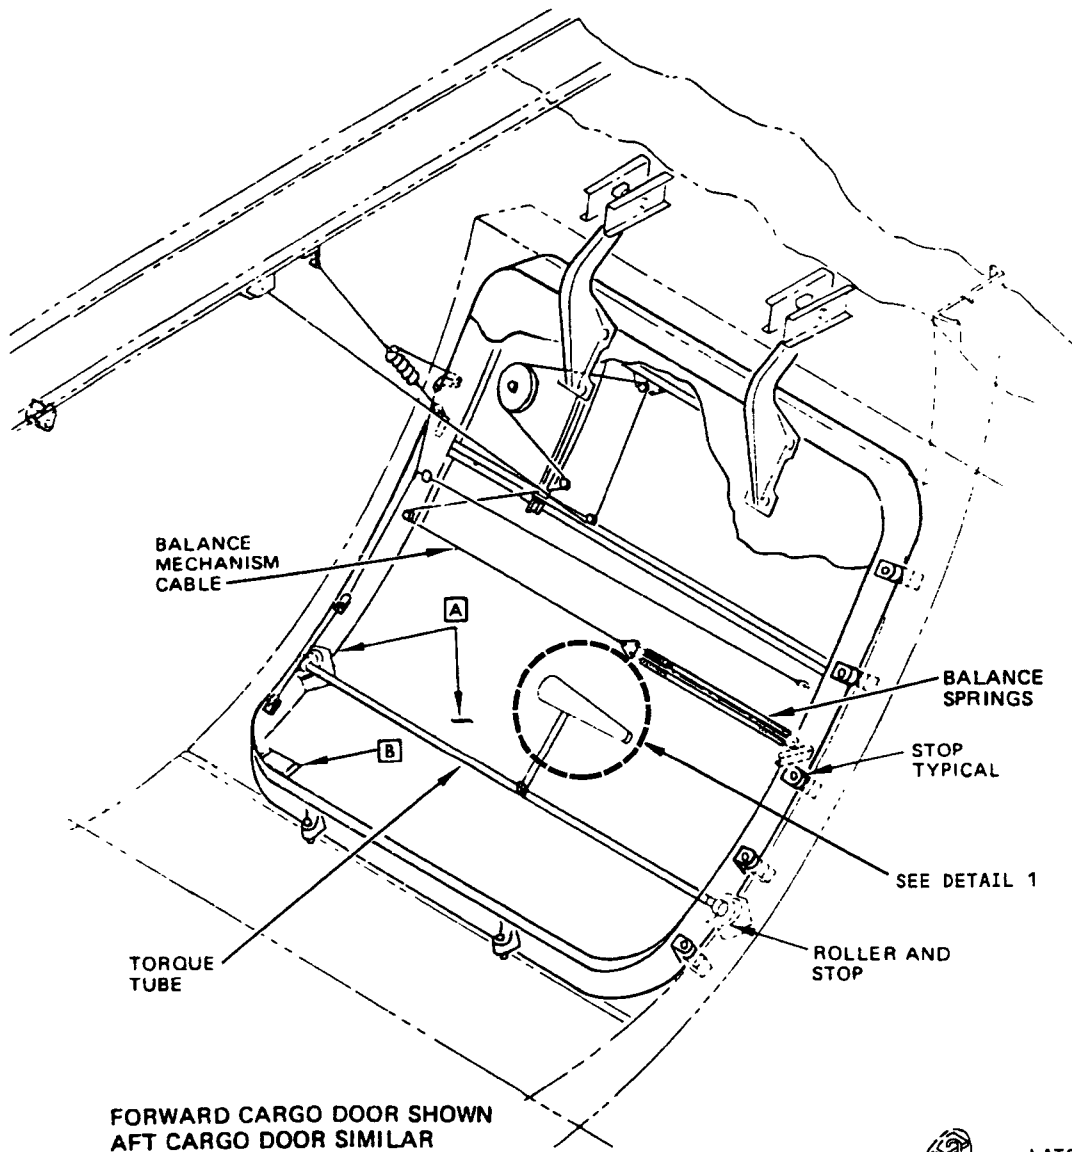 BALANCE
MECHANISM
CABLE
A
B
BALANCE
SPRINGS
STOP
TYPICAL
SEE DETAIL 1
ROLLER AND
STOP
TORQUE
TUBE
FORWARD CARGO DOOR SHOWN
AFT CARGO DOOR SIMILAR